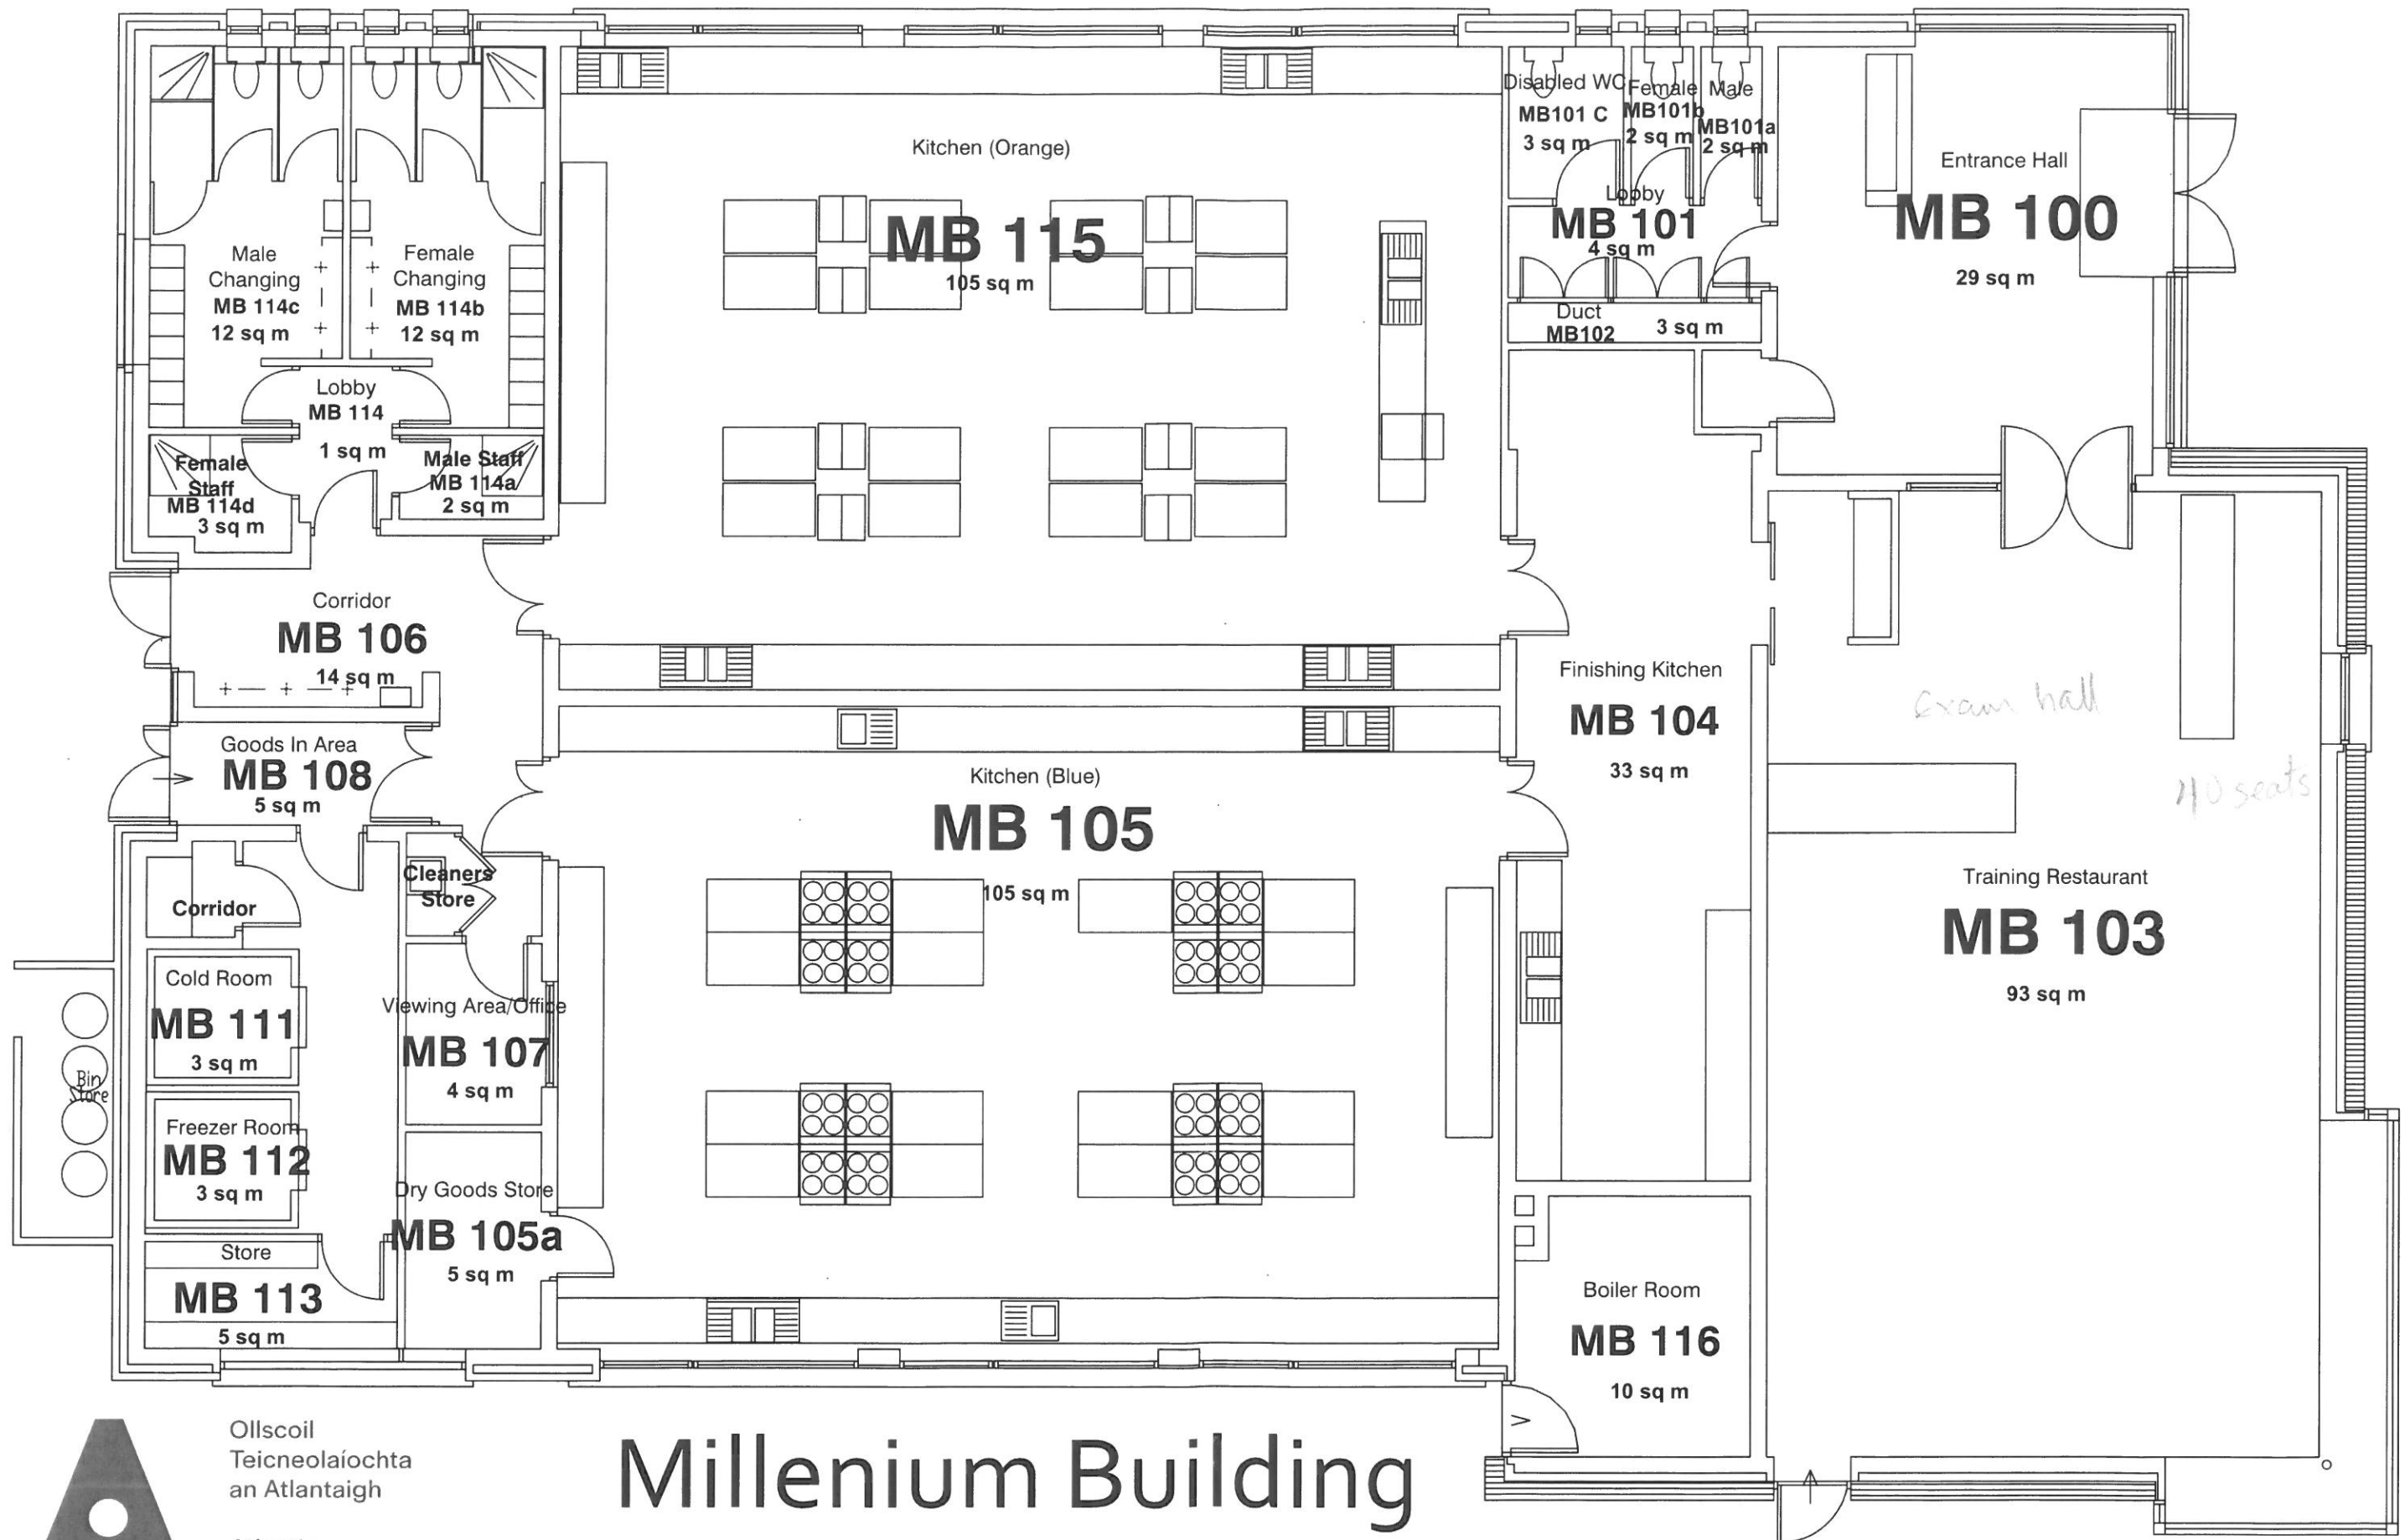 Disabled WC
MB101 C
3 sq m
Female
MB101b
2 sq m
Male
MB101a
2 sq m
Kitchen (Orange)
MB 115
105 sq m
Entrance Hall
MB 100
29 sq m
Lobby
MB 101
4 sq m
Duct
MB102
3 sq m
Male
Changing
MB 114c
12 sq m
Female
Changing
MB 114b
12 sq m
Lobby
MB 114
1 sq m
Female
Staff
MB 114d
3 sq m
Male Staff
MB 114a
2 sq m
Corridor
MB 106
14 sq m
Finishing Kitchen
MB 104
33 sq m
Exam hall
40 seats
Goods In Area
MB 108
5 sq m
Kitchen (Blue)
MB 105
105 sq m
Training Restaurant
MB 103
93 sq m
Cleaners
Store
Corridor
Cold Room
MB 111
3 sq m
Viewing Area/Office
MB 107
4 sq m
Bin
Store
Freezer Room
MB 112
3 sq m
Dry Goods Store
MB 105a
5 sq m
Store
MB 113
5 sq m
Boiler Room
MB 116
10 sq m
Ollscoil
Teicneolaíochta
an Atlantaigh
Millenium Building